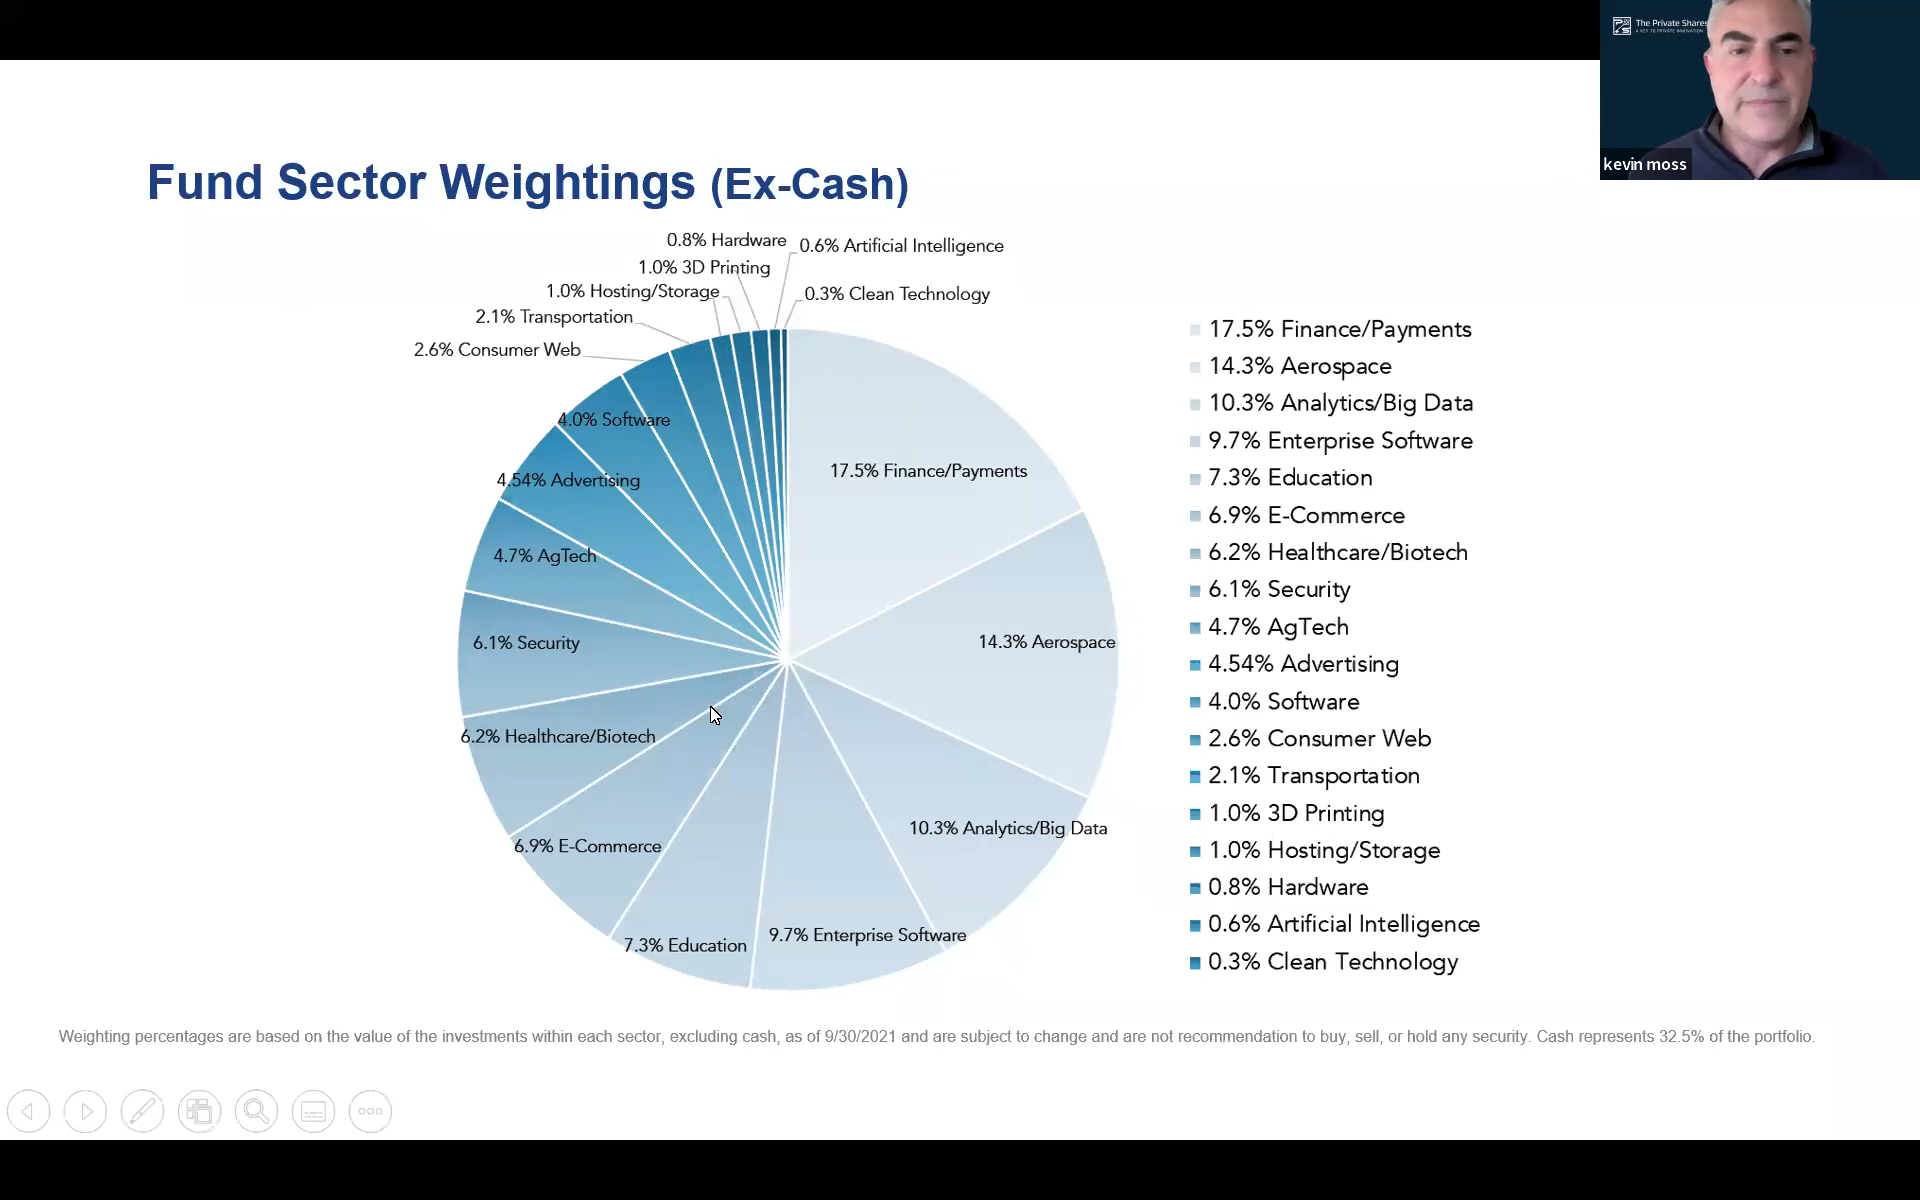 The Private Shares
A KEY TO PRIVATE INNOVATION
kevin moss
Fund Sector Weightings (Ex-Cash)
0.8% Hardware
0.6% Artificial Intelligence
1.0% 3D Printing
1.0% Hosting/Storage
0.3% Clean Technology
2.1% Transportation
2.6% Consumer Web
4.0% Software
4.54% Advertising
4.7% AgTech
6.1% Security
6.2% Healthcare/Biotech
6.9% E-Commerce
7.3% Education
9.7% Enterprise Software
10.3% Analytics/Big Data
14.3% Aerospace
17.5% Finance/Payments
17.5% Finance/Payments
14.3% Aerospace
10.3% Analytics/Big Data
9.7% Enterprise Software
7.3% Education
6.9% E-Commerce
6.2% Healthcare/Biotech
6.1% Security
4.7% AgTech
4.54% Advertising
4.0% Software
2.6% Consumer Web
2.1% Transportation
1.0% 3D Printing
1.0% Hosting/Storage
0.8% Hardware
0.6% Artificial Intelligence
0.3% Clean Technology
Weighting percentages are based on the value of the investments within each sector, excluding cash, as of 9/30/2021 and are subject to change and are not recommendation to buy, sell, or hold any security. Cash represents 32.5% of the portfolio.